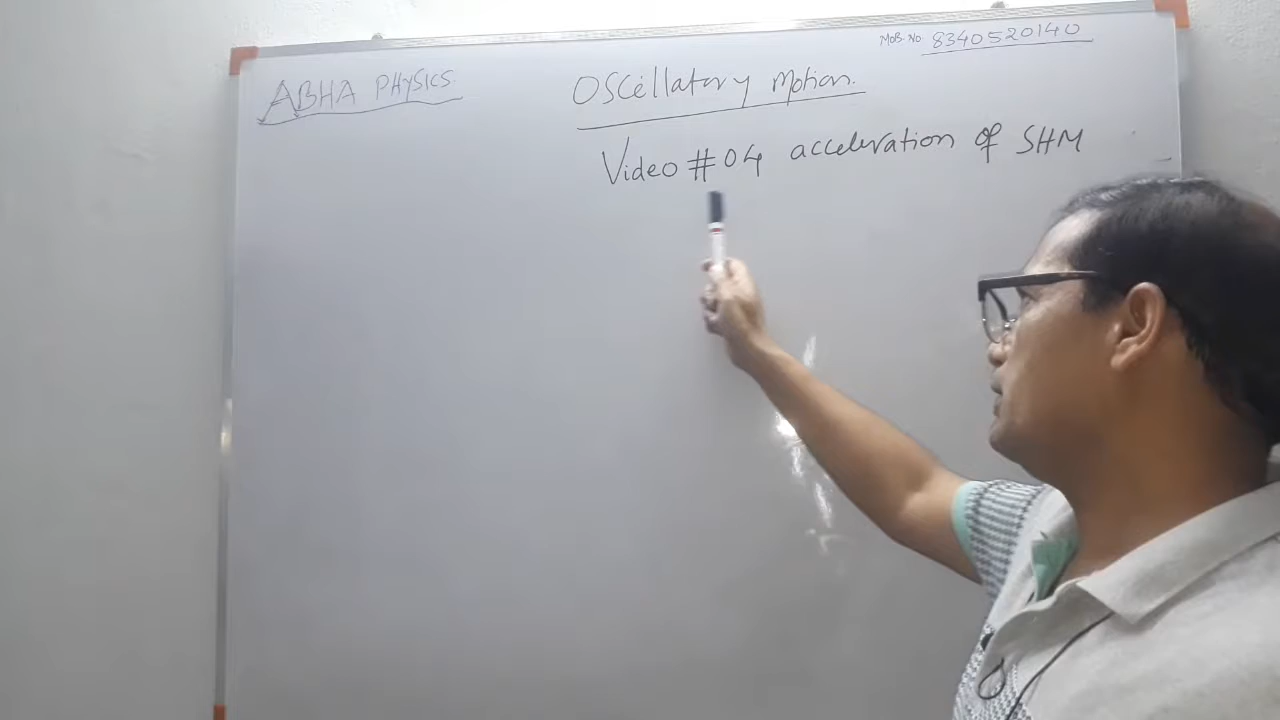 MOB. NO 8340520140
ABHA PHYSICS
Oscillatory Motion.
Video #04 acceleration of SHM